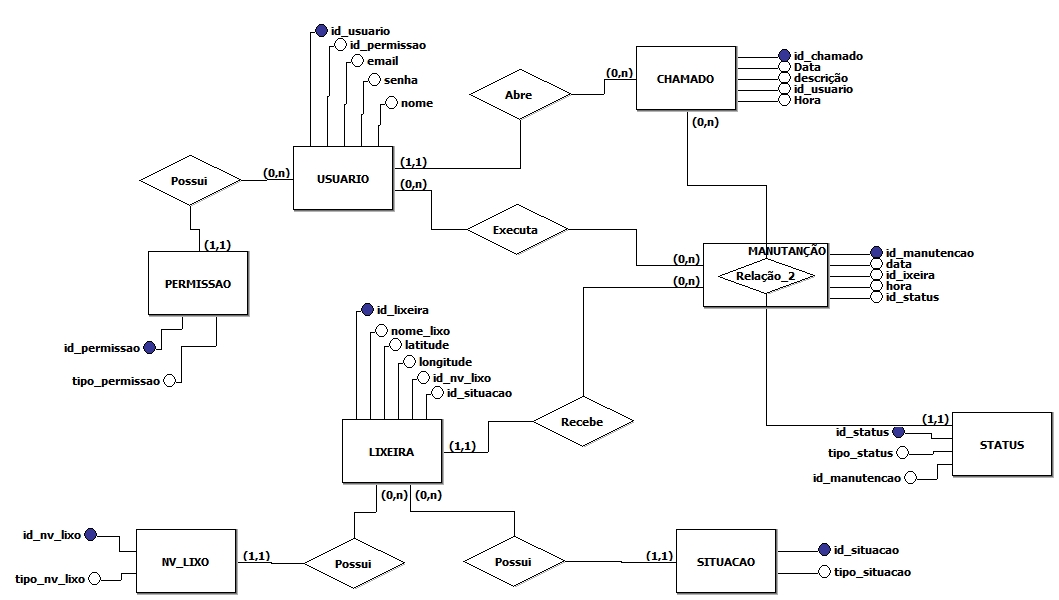 id_usuario
id_permissao
email
senha
nome
USUARIO
(0,n)
(1,1)
(0,n)
Possui
(1,1)
PERMISSAO
id_permissao
tipo_permissao
Abre
(0,n)
CHAMADO
id_chamado
Data
descrição
id_usuario
Hora
(0,n)
Executa
(0,n)
(0,n)
MANUTANÇÃO
Relação_2
id_manutencao
data
id_ixeira
hora
id_status
id_lixeira
nome_lixo
latitude
longitude
id_nv_lixo
id_situacao
LIXEIRA
(1,1)
Recebe
(0,n)
(0,n)
(1,1)
id_status
tipo_status
id_manutencao
STATUS
id_nv_lixo
tipo_nv_lixo
NV_LIXO
(1,1)
Possui
Possui
(1,1)
SITUACAO
id_situacao
tipo_situacao